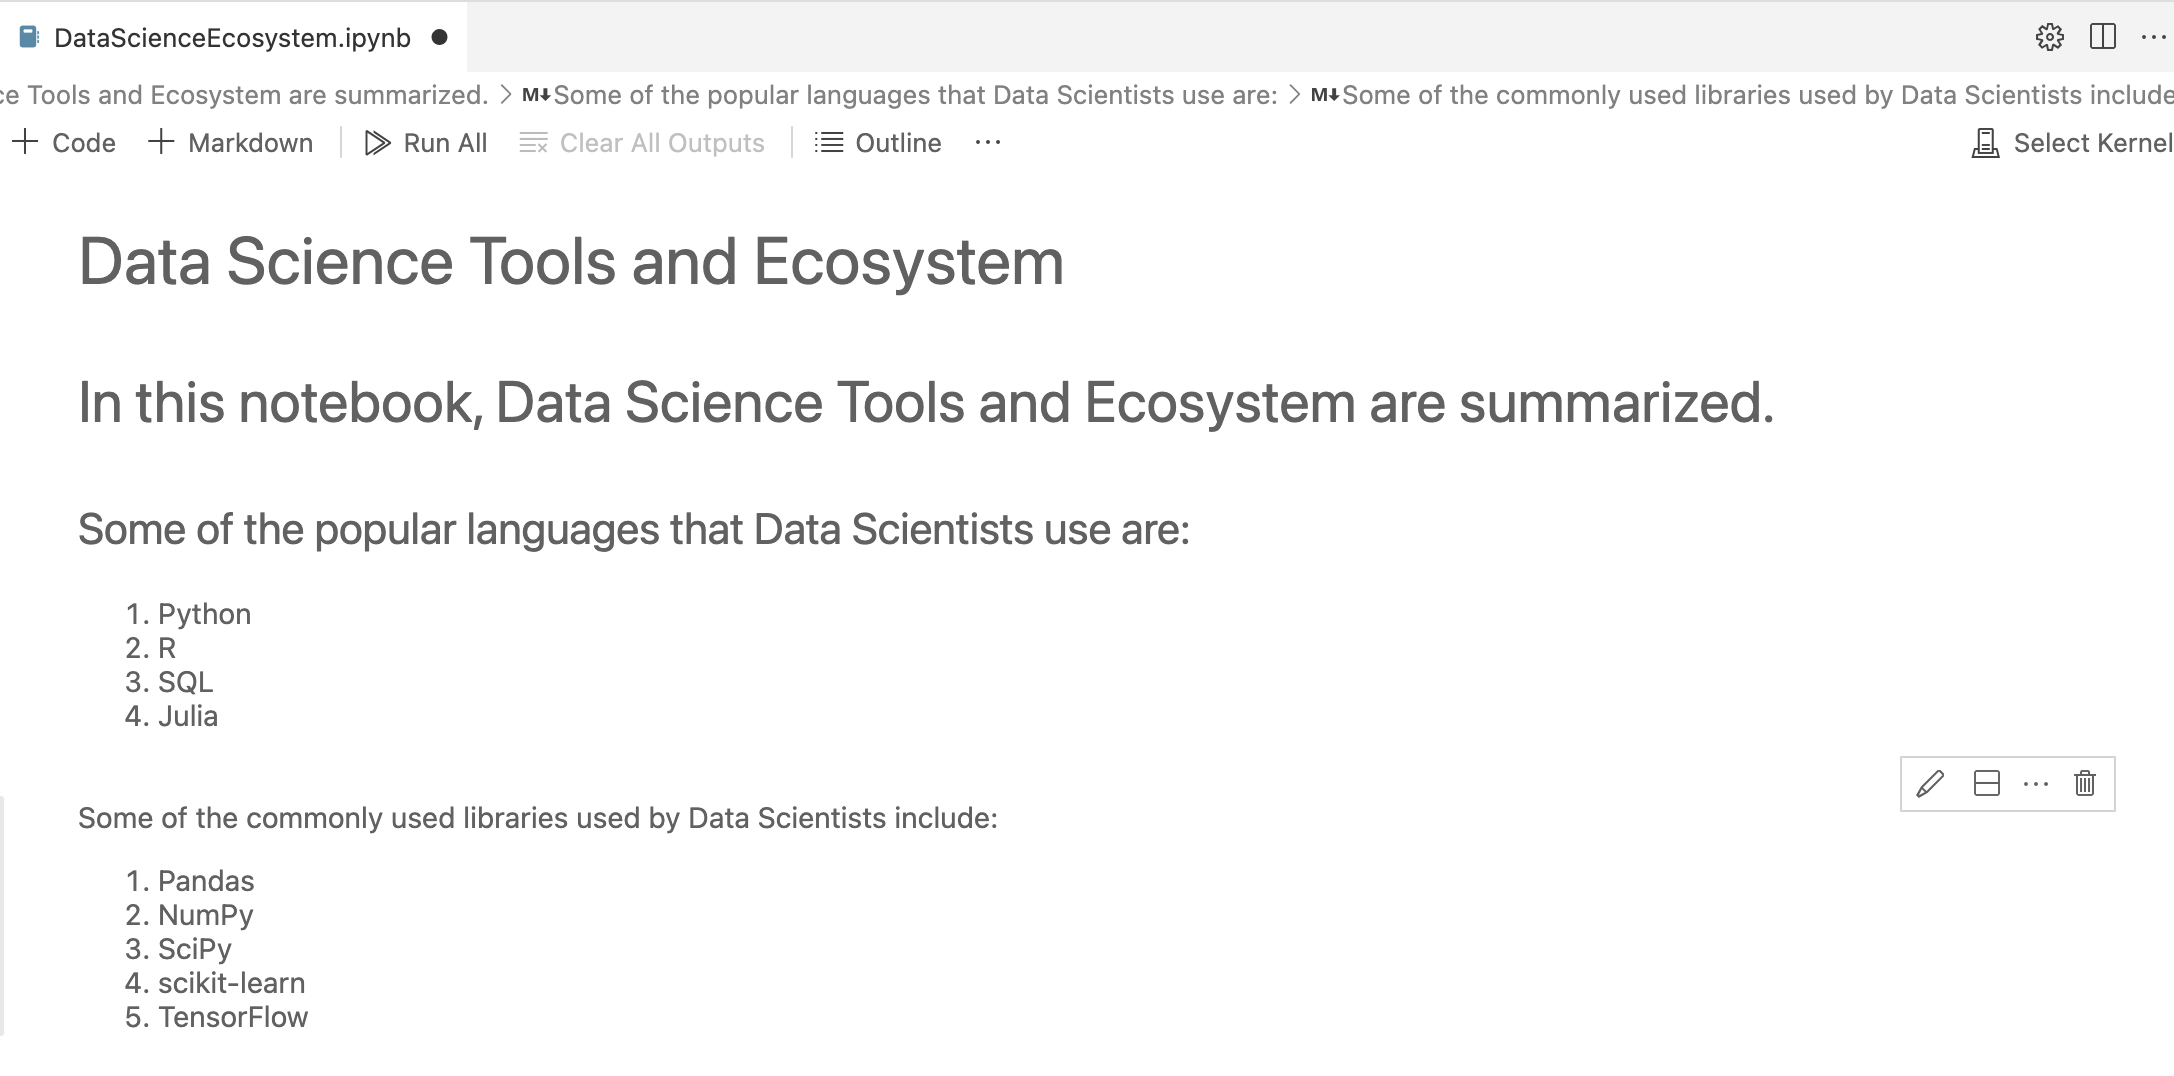 DataScienceEcosystem.ipynb
ce Tools and Ecosystem are summarized. > M↓ Some of the popular languages that Data Scientists use are: > M↓ Some of the commonly used libraries used by Data Scientists include
Code Markdown Run All Clear All Outputs Outline ... Select Kernel
Data Science Tools and Ecosystem
In this notebook, Data Science Tools and Ecosystem are summarized.
Some of the popular languages that Data Scientists use are:
1. Python
2. R
3. SQL
4. Julia
Some of the commonly used libraries used by Data Scientists include:
1. Pandas
2. NumPy
3. SciPy
4. scikit-learn
5. TensorFlow